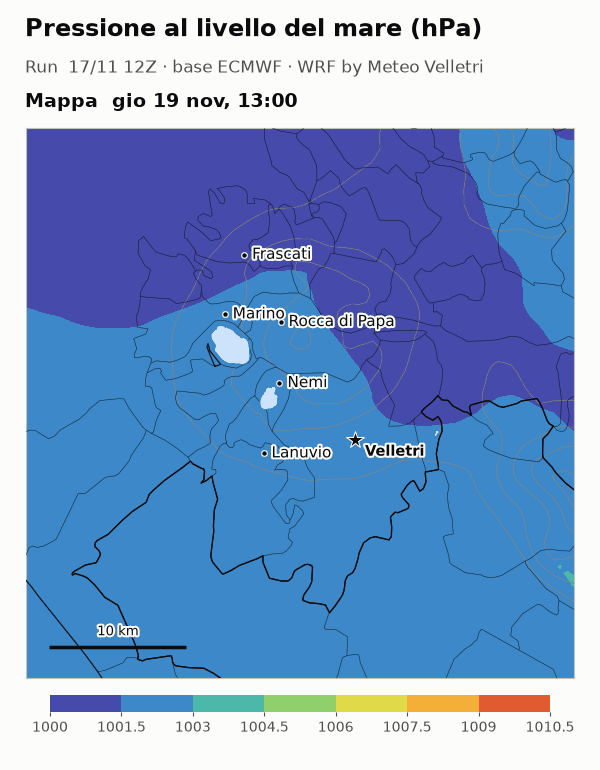 Pressione al livello del mare (hPa)
Run  17/11 12Z · base ECMWF · WRF by Meteo Velletri
Mappa  gio 19 nov, 13:00
Frascati
Marino
Rocca di Papa
Nemi
Velletri
Lanuvio
10 km
1000 1001.5 1003 1004.5 1006 1007.5 1009 1010.5